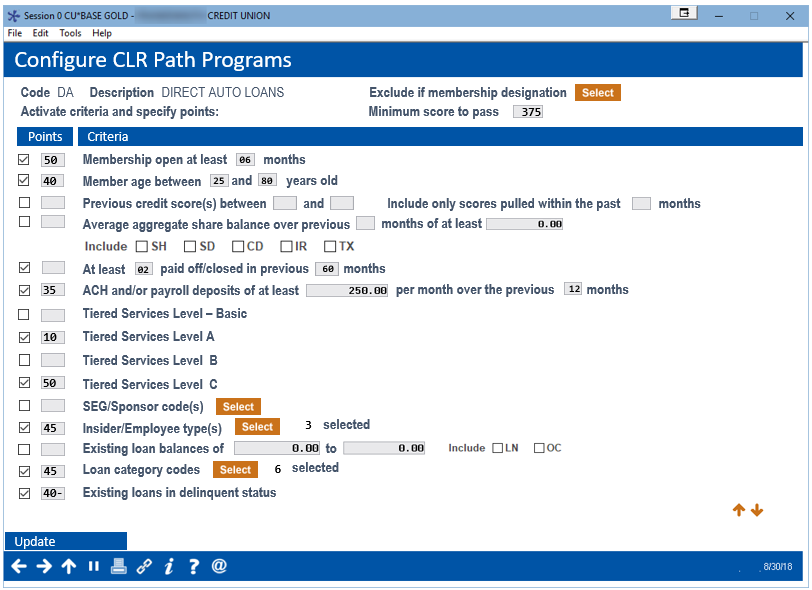 Session 0 CU*BASE GOLD - CREDIT UNION
File Edit Tools Help
Configure CLR Path Programs
Code DA Description DIRECT AUTO LOANS Exclude if membership designation Select
Activate criteria and specify points: Minimum score to pass 375
Points Criteria
50 Membership open at least 06 months
40 Member age between 25 and 80 years old
Previous credit score(s) between and Include only scores pulled within the past months
Average aggregate share balance over previous months of at least 0.00
Include SH SD CD IR TX
At least 02 paid off/closed in previous 60 months
35 ACH and/or payroll deposits of at least 250.00 per month over the previous 12 months
Tiered Services Level – Basic
10 Tiered Services Level A
Tiered Services Level B
50 Tiered Services Level C
SEG/Sponsor code(s) Select
45 Insider/Employee type(s) Select 3 selected
Existing loan balances of 0.00 to 0.00 Include LN OC
45 Loan category codes Select 6 selected
40- Existing loans in delinquent status
Update
8/30/16